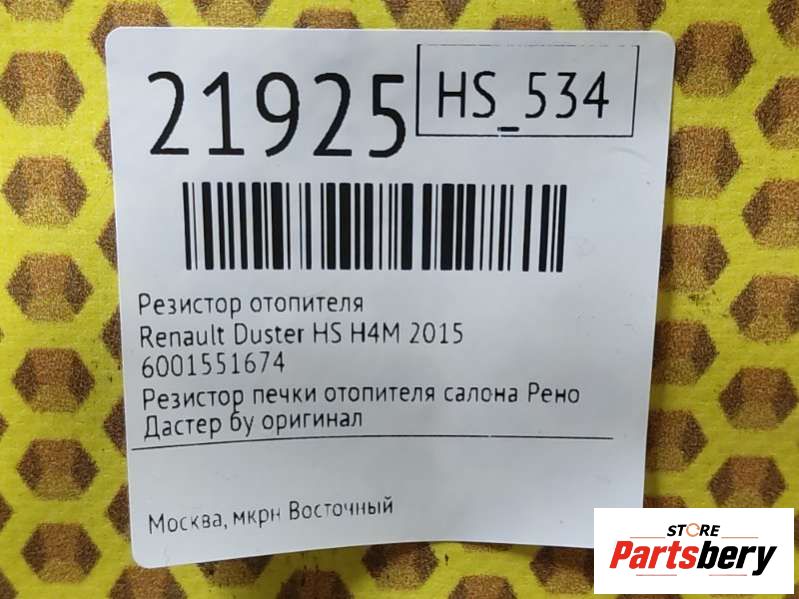 21925
HS_534
Резистор отопителя
Renault Duster HS H4M 2015
6001551674
Резистор печки отопителя салона Рено
Дастер бу оригинал
Москва, мкрн Восточный
STORE
Partsbery